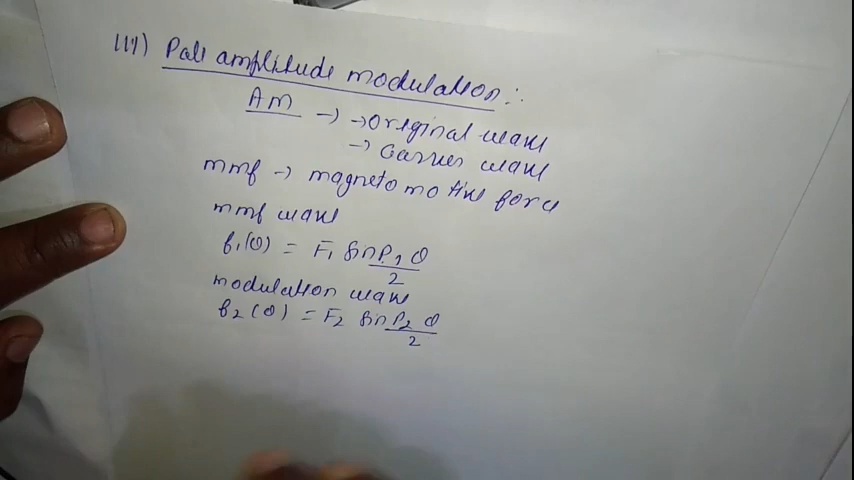 III) Pole amplitude modulation :-
AM → → Original wave
→ Carrier wave
mmf → magneto motive force
mmf wave
f₁(θ) = F₁ sin P₁ θ / 2
modulation wave
f₂(θ) = F₂ sin P₂ θ / 2